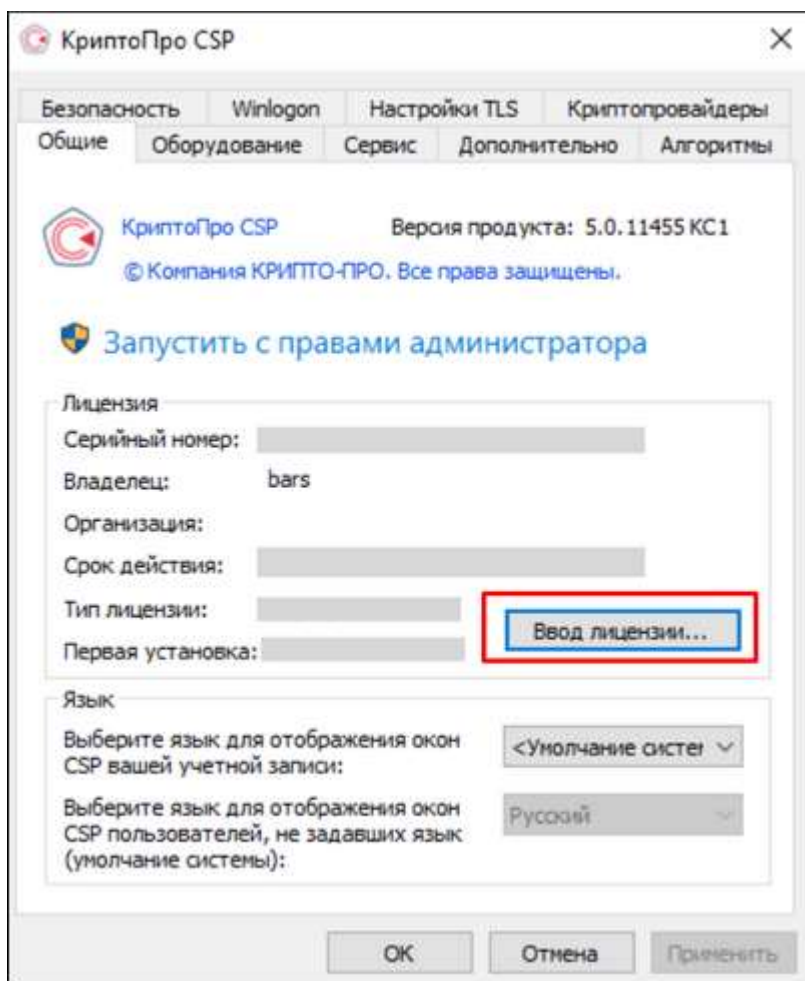 КриптоПро CSP
Безопасность Winlogon Настройки TLS Криптопровайдеры
Общие Оборудование Сервис Дополнительно Алгоритмы
КриптоПро CSP Версия продукта: 5.0.11455 КС1
© Компания КРИПТО-ПРО. Все права защищены.
Запустить с правами администратора
Лицензия
Серийный номер:
Владелец: bars
Организация:
Срок действия:
Тип лицензии:
Ввод лицензии...
Первая установка:
Язык
Выберите язык для отображения окон
CSP вашей учетной записи:
<Умолчание систег
Выберите язык для отображения окон
CSP пользователей, не задавших язык
(умолчание системы):
Русский
ОК Отмена Применить